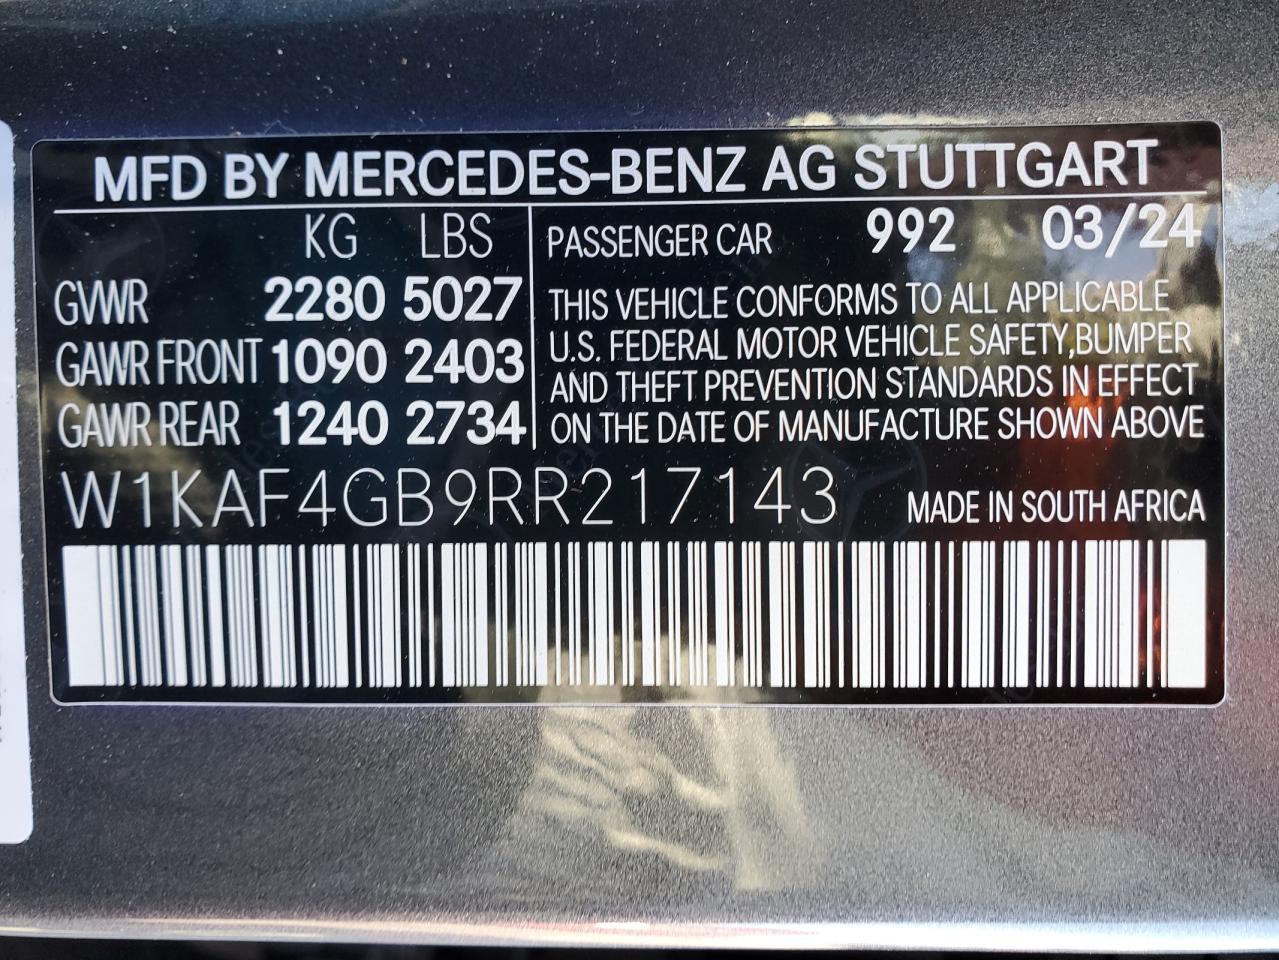 MFD BY MERCEDES-BENZ AG STUTTGART
KG LBS
GVWR 2280 5027
GAWR FRONT 1090 2403
GAWR REAR 1240 2734
PASSENGER CAR 992 03/24
THIS VEHICLE CONFORMS TO ALL APPLICABLE
U.S. FEDERAL MOTOR VEHICLE SAFETY,BUMPER
AND THEFT PREVENTION STANDARDS IN EFFECT
ON THE DATE OF MANUFACTURE SHOWN ABOVE
W1KAF4GB9RR217143 MADE IN SOUTH AFRICA